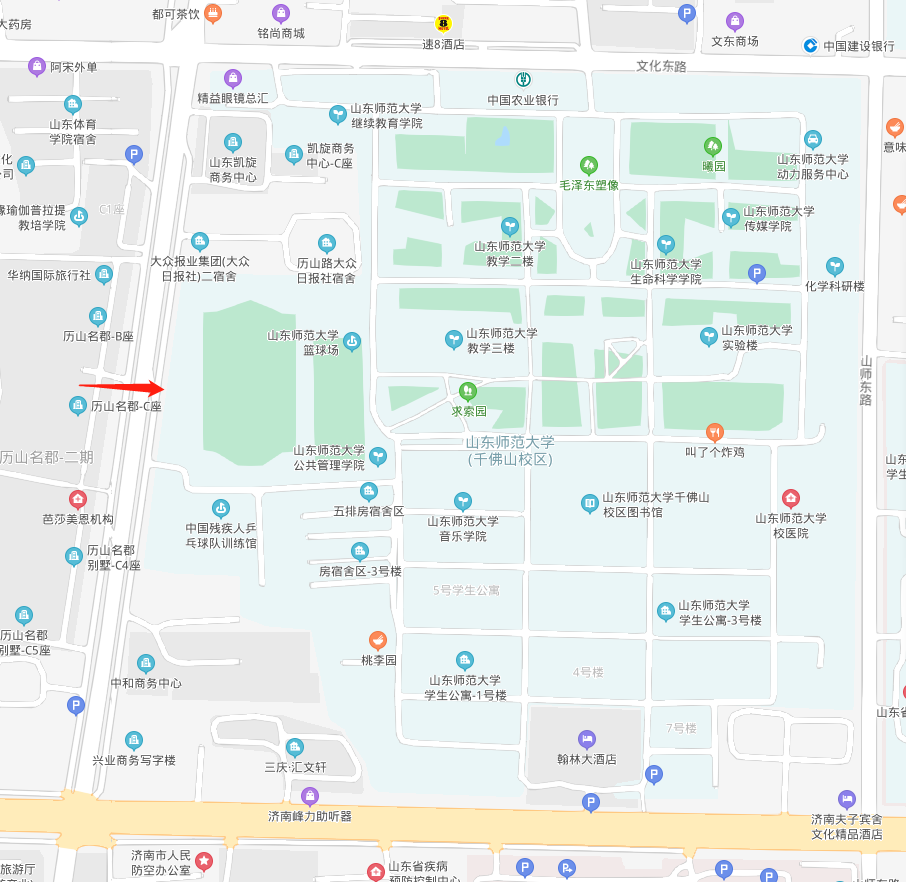 都可茶饮
大药房
铭尚商城
速8酒店
文东商场
中国建设银行
文化东路
阿宋外单
精益眼镜总汇
中国农业银行
山东体育
学院宿舍
山东师范大学
继续教育学院
山东凯旋
商务中心
凯旋商务
中心-C座
毛泽东塑像
曦园
山东师范大学
动力服务中心
意味
化
公司
缘瑜伽普拉提
教培学院
C1座
山东师范大学
传媒学院
山东师范大学
教学二楼
山东师范大学
生命科学学院
大众报业集团(大众
日报社)二宿舍
历山路大众
日报社宿舍
华纳国际旅行社
化学科研楼
历山名郡-B座
山东师范大学
篮球场
山东师范大学
教学三楼
山东师范大学
实验楼
山师东路
历山名郡-C座
求索园
山东师范大学
(千佛山校区)
叫了个炸鸡
历山名郡-二期
山东师范大学
公共管理学院
山东
学生
芭莎美恩机构
五排房宿舍区
中国残疾人乒
乓球队训练馆
山东师范大学
音乐学院
山东师范大学千佛山
校区图书馆
山东师范大学
校医院
历山名郡
别墅-C4座
房宿舍区-3号楼
5号学生公寓
山东师范大学
学生公寓-3号楼
历山名郡
别墅-C5座
桃李园
中和商务中心
山东师范大学
学生公寓-1号楼
4号楼
山东省
7号楼
兴业商务写字楼
三庆·汇文轩
翰林大酒店
济南峰力助听器
济南夫子宾舍
文化精品酒店
济南市人民
防空办公室
旅游厅
山东省疾病
预防控制中心
山师东路